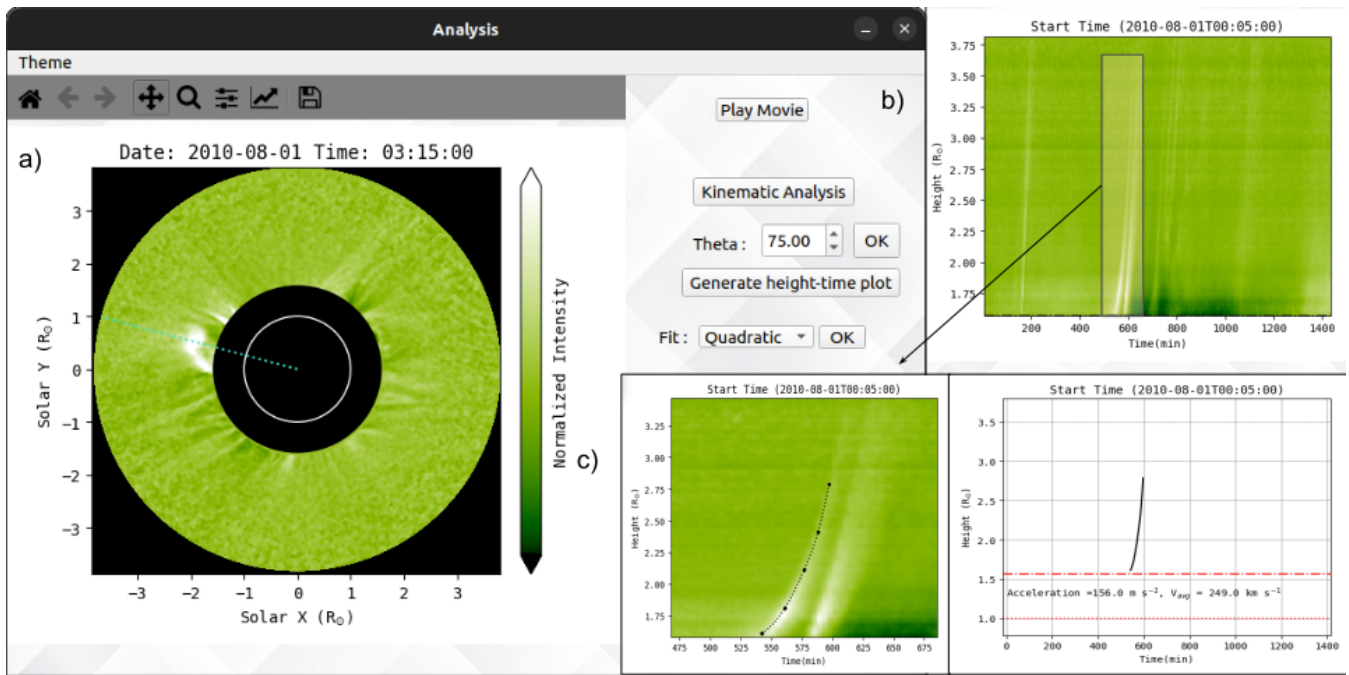 Analysis
Theme
a)
Date: 2010-08-01 Time: 03:15:00
3
2
1
0
−1
−2
−3
Solar Y (R☉)
−3 −2 −1 0 1 2 3
Solar X (R☉)
Normalized Intensity
Play Movie
Kinematic Analysis
Theta : 75.00 OK
Generate height-time plot
Fit : Quadratic OK
b)
Start Time (2010-08-01T00:05:00)
3.75
3.50
3.25
3.00
2.75
2.50
2.25
2.00
1.75
Height (R☉)
200 400 600 800 1000 1200 1400
Time(min)
c)
Start Time (2010-08-01T00:05:00)
3.25
3.00
2.75
2.50
2.25
2.00
1.75
Height (R☉)
475 500 525 550 575 600 625 650 675
Time(min)
Start Time (2010-08-01T00:05:00)
3.5
3.0
2.5
2.0
1.5
1.0
Height (R☉)
Acceleration =156.0 m s⁻², Vavg = 249.0 km s⁻¹
0 200 400 600 800 1000 1200 1400
Time(min)